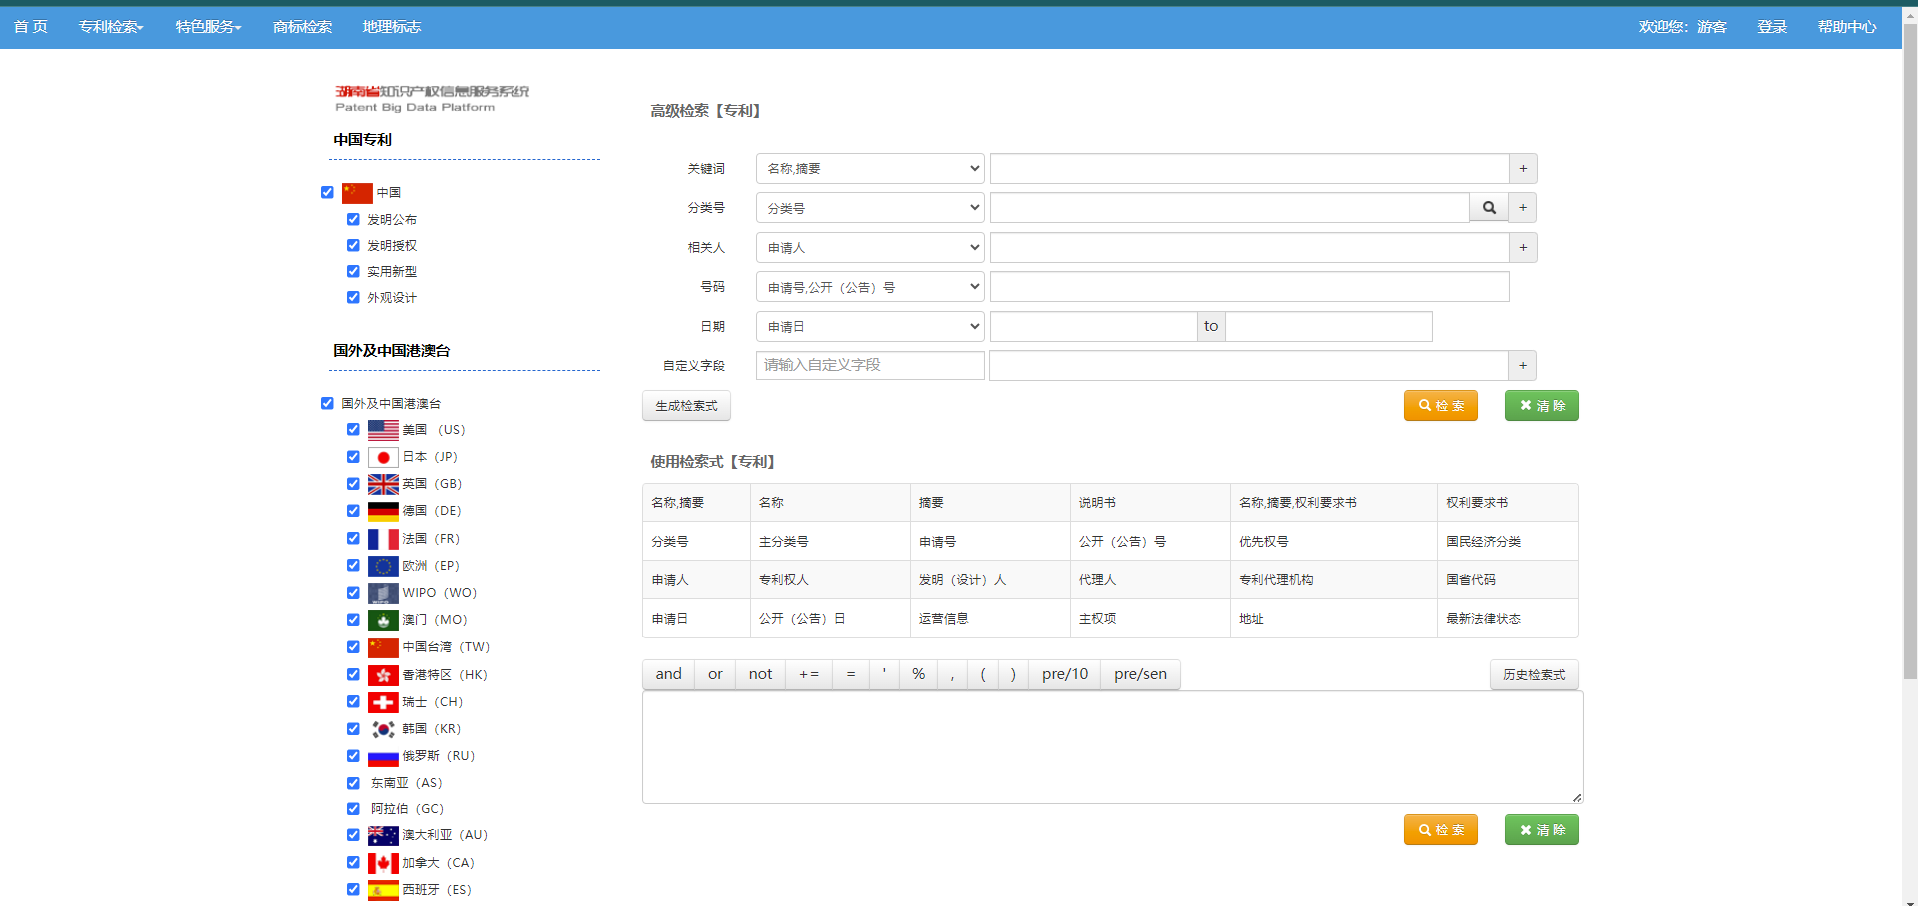 首 页 专利检索 特色服务 商标检索 地理标志 欢迎您：游客 登录 帮助中心
湖南省知识产权信息服务系统
Patent Big Data Platform
中国专利
中国
发明公布
发明授权
实用新型
外观设计
国外及中国港澳台
国外及中国港澳台
美国 （US）
日本（JP）
英国（GB）
德国（DE）
法国（FR）
欧洲（EP）
WIPO（WO）
澳门（MO）
中国台湾（TW）
香港特区（HK）
瑞士（CH）
韩国（KR）
俄罗斯（RU）
东南亚（AS）
阿拉伯（GC）
澳大利亚（AU）
加拿大（CA）
西班牙（ES）
高级检索【专利】
关键词 名称,摘要 +
分类号 分类号 +
相关人 申请人 +
号码 申请号,公开（公告）号
日期 申请日 to
自定义字段 请输入自定义字段 +
生成检索式 检 索 清 除
使用检索式【专利】
名称,摘要 名称 摘要 说明书 名称,摘要,权利要求书 权利要求书
分类号 主分类号 申请号 公开（公告）号 优先权号 国民经济分类
申请人 专利权人 发明（设计）人 代理人 专利代理机构 国省代码
申请日 公开（公告）日 运营信息 主权项 地址 最新法律状态
and or not += = ' % , ( ) pre/10 pre/sen 历史检索式
检 索 清 除